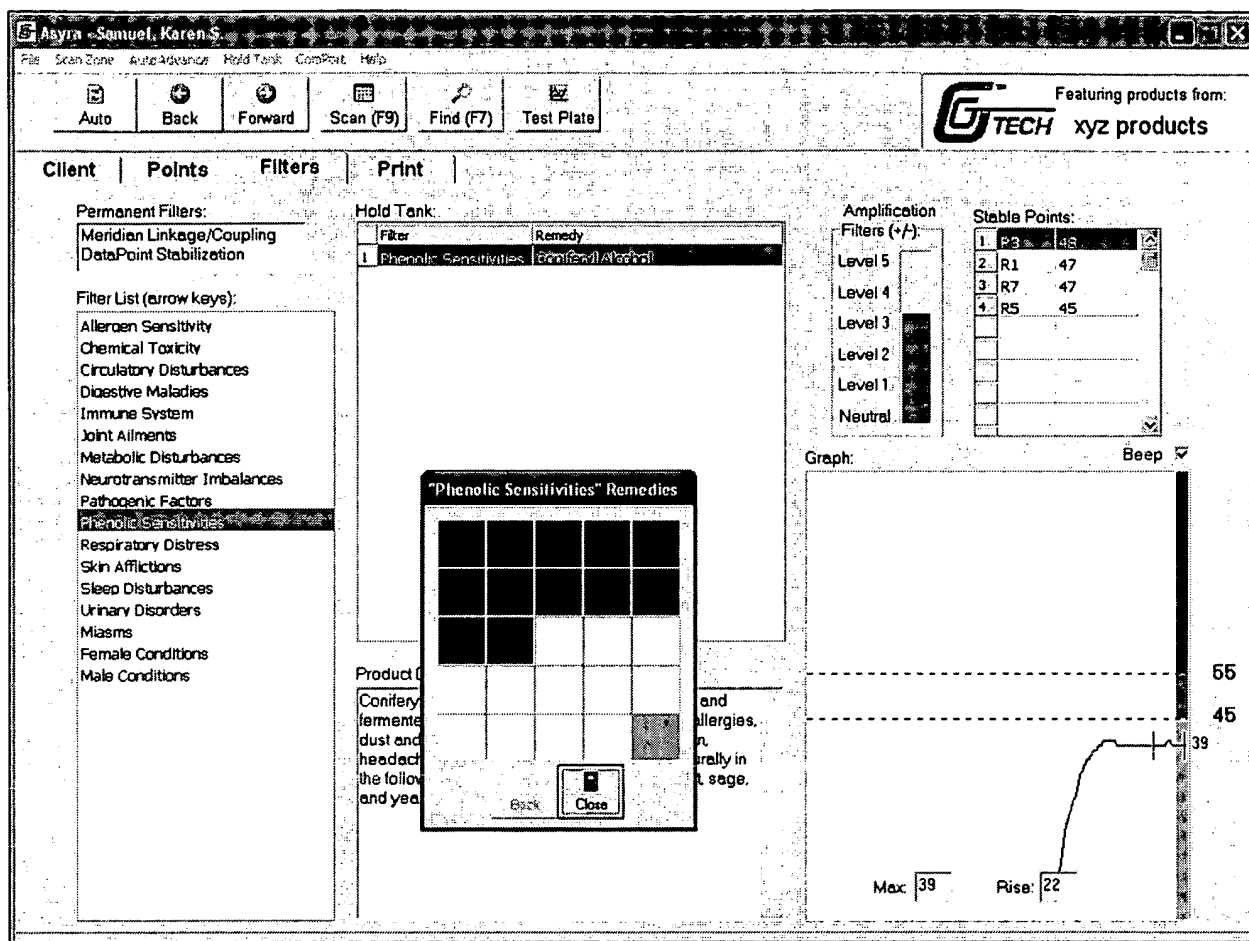 Asyra - Samuel, Karen S.
File Scan Zone Auto Advance Hold Tank ComPort Help
Auto Back Forward Scan (F9) Find (F7) Test Plate
GTECH
Featuring products from:
xyz products
Client Points Filters Print
Permanent Filters:
Meridian Linkage/Coupling
DataPoint Stabilization
Filter List (arrow keys):
Allergen Sensitivity
Chemical Toxicity
Circulatory Disturbances
Digestive Maladies
Immune System
Joint Ailments
Metabolic Disturbances
Neurotransmitter Imbalances
Pathogenic Factors
Phenolic Sensitivities
Respiratory Distress
Skin Afflictions
Sleep Disturbances
Urinary Disorders
Miasms
Female Conditions
Male Conditions
Hold Tank:
Filter Remedy
1 Phenolic Sensitivities Coniferyl Alcohol
"Phenolic Sensitivities" Remedies
Back Close
Product D
Conifery and
fermente allergies,
dust and n,
headach rally in
the follow t, sage,
and yea
Amplification
Filters (+/-):
Level 5
Level 4
Level 3
Level 2
Level 1
Neutral
Stable Points:
1 R3 48
2 R1 47
3 R7 47
4 R5 45
Graph: Beep
55
45
39
Max: 39 Rise: 22